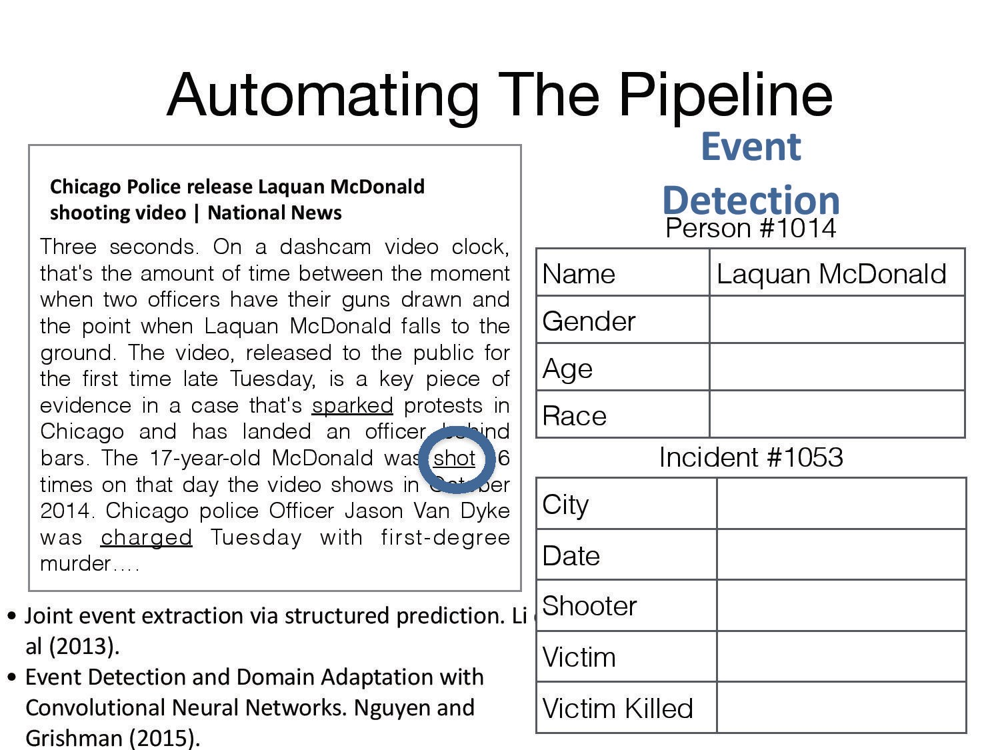 Automating The Pipeline
Event
Detection
Chicago Police release Laquan McDonald
shooting video | National News
Three seconds. On a dashcam video clock,
that's the amount of time between the moment
when two officers have their guns drawn and
the point when Laquan McDonald falls to the
ground. The video, released to the public for
the first time late Tuesday, is a key piece of
evidence in a case that's sparked protests in
Chicago and has landed an officer behind
bars. The 17-year-old McDonald was shot 6
times on that day the video shows in October
2014. Chicago police Officer Jason Van Dyke
was charged Tuesday with first-degree
murder....
• Joint event extraction via structured prediction. Li
al (2013).
• Event Detection and Domain Adaptation with
Convolutional Neural Networks. Nguyen and
Grishman (2015).
Person #1014
Name Laquan McDonald
Gender
Age
Race
Incident #1053
City
Date
Shooter
Victim
Victim Killed